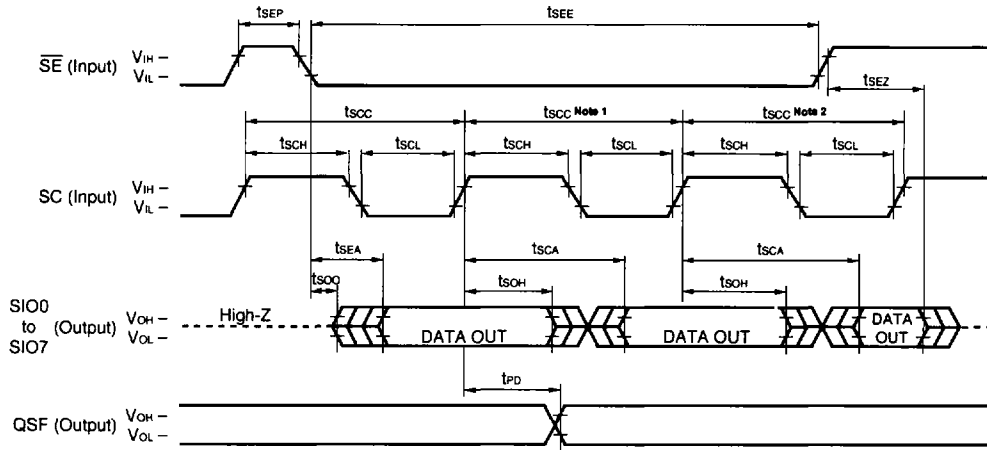 tSEP tSEE
SE (Input) VIH VIL
tSEZ
tSCC tSCC Note 1 tSCC Note 2
tSCH tSCL tSCH tSCL tSCH tSCL
SC (Input) VIH VIL
tSEA tSCA tSCA
tSOO tSOH tSOH
SIO0 to SIO7 (Output) VOH VOL High-Z DATA OUT DATA OUT DATA OUT
tPD
QSF (Output) VOH VOL